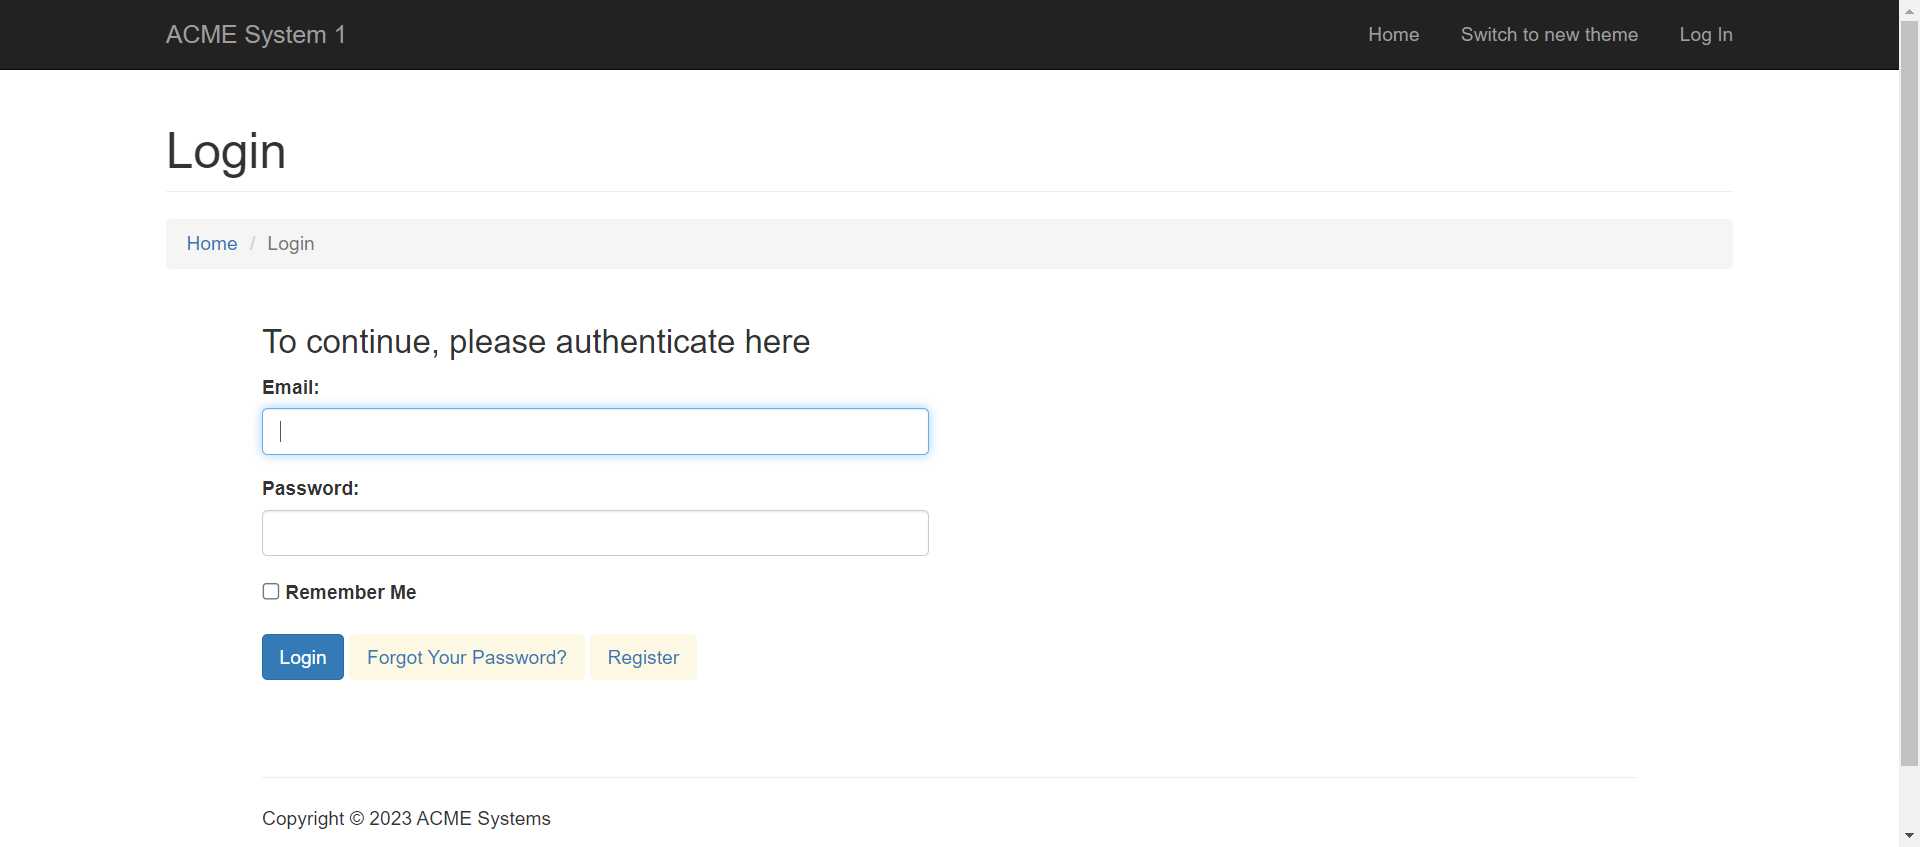 ACME System 1 Home Switch to new theme Log In
Login
Home / Login
To continue, please authenticate here
Email:
Password:
Remember Me
Login Forgot Your Password? Register
Copyright © 2023 ACME Systems